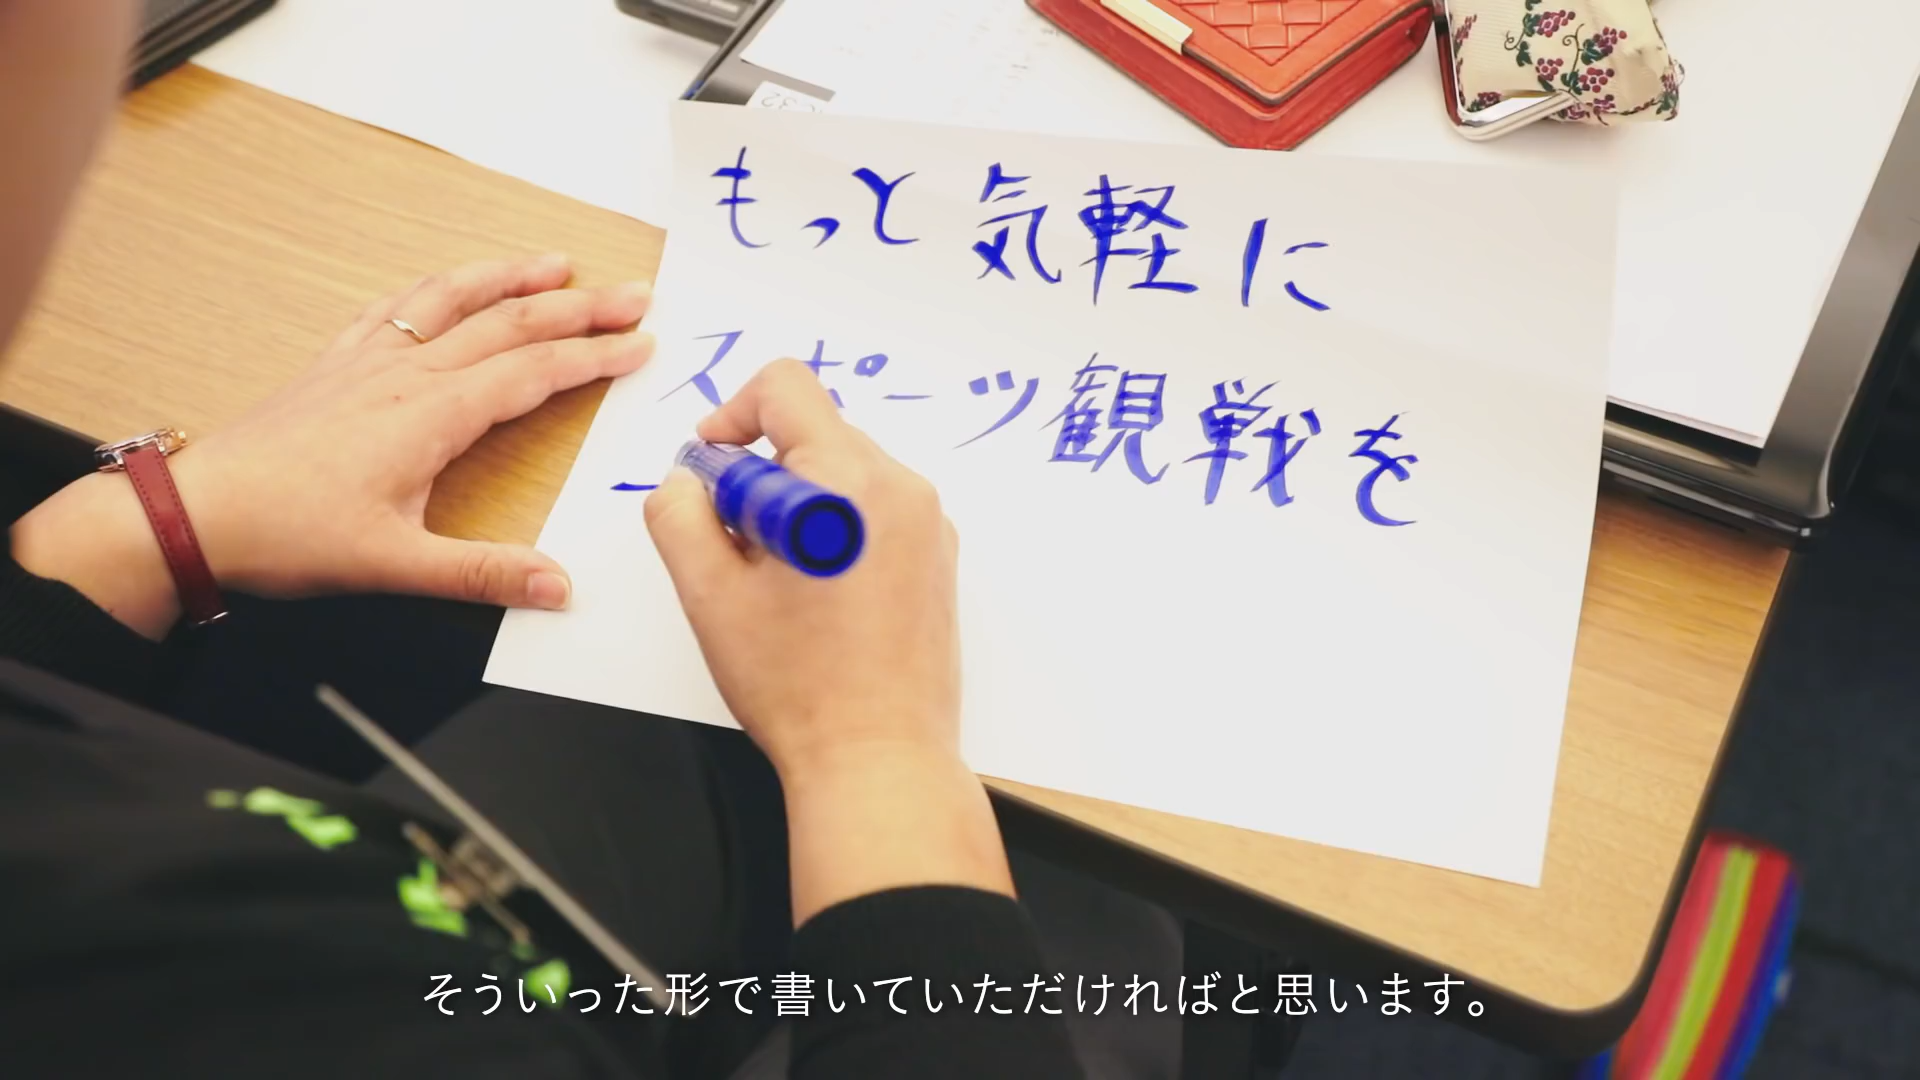 もっと気軽に
スポーツ観戦を
そういった形で書いていただければと思います。